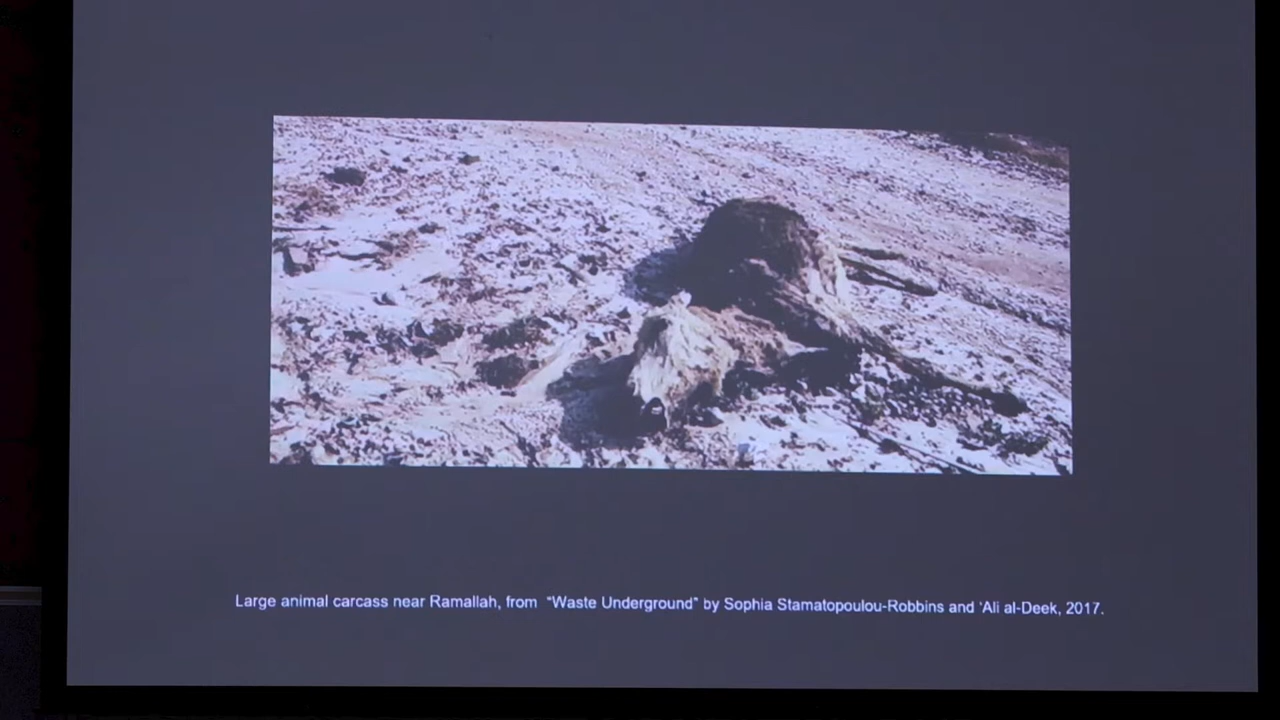 Large animal carcass near Ramallah, from “Waste Underground” by Sophia Stamatopoulou-Robbins and ‘Ali al-Deek, 2017.